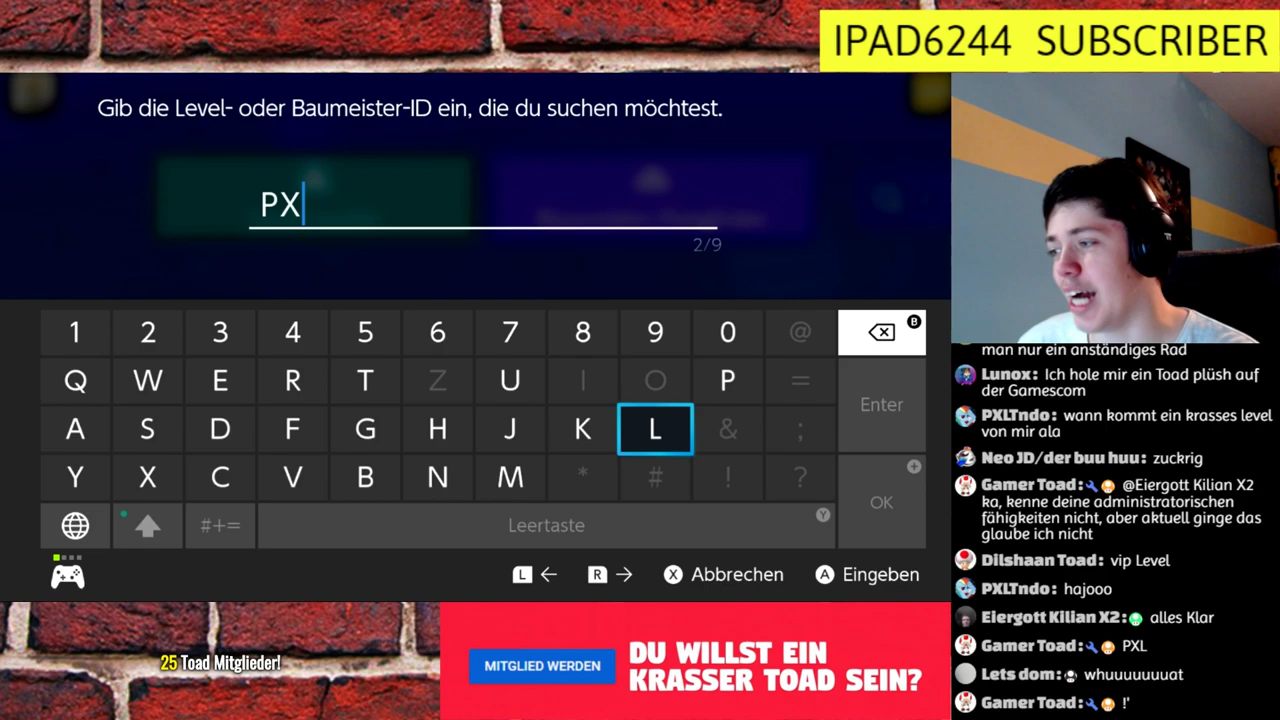 IPAD6244 SUBSCRIBER
Gib die Level- oder Baumeister-ID ein, die du suchen möchtest.
PX
2/9
1 2 3 4 5 6 7 8 9 0 @ B
Q W E R T Z U I O P =
A S D F G H J K L & ;
Enter
Y X C V B N M * # ! ?
#+= Leertaste Y
OK
L ← R → X Abbrechen A Eingeben
25 Toad Mitglieder!
MITGLIED WERDEN
DU WILLST EIN
KRASSER TOAD SEIN?
man nur ein anständiges Rad
Lunox: Ich hole mir ein Toad plüsh auf
der Gamescom
PXLTndo: wann kommt ein krasses level
von mir ala
Neo JD/der buu huu: zuckrig
Gamer Toad: @Eiergott Kilian X2
ka, kenne deine administratorischen
fähigkeiten nicht, aber aktuell ginge das
glaube ich nicht
Dilshaan Toad: vip Level
PXLTndo: hajooo
Eiergott Kilian X2: alles Klar
Gamer Toad: PXL
Lets dom: whuuuuuuat
Gamer Toad: !'